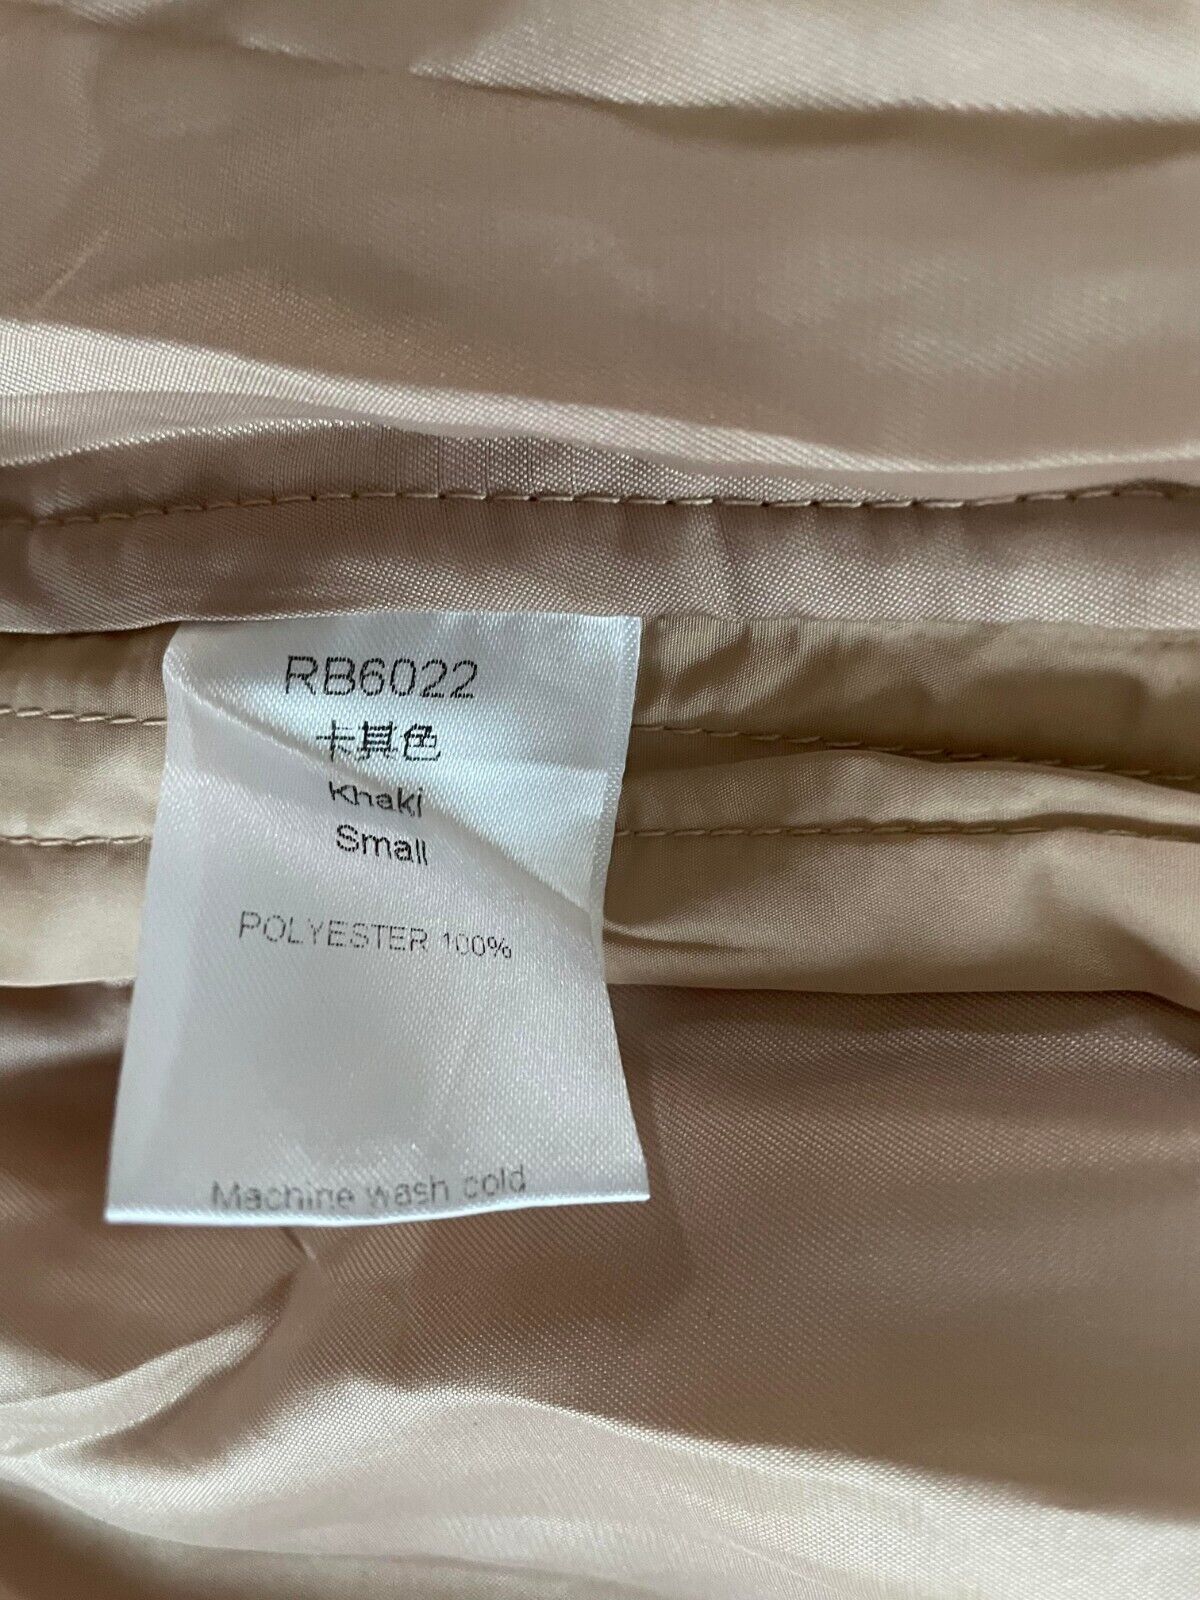 RB6022
卡其色
Khaki
Small
POLYESTER 100%
Machine wash cold